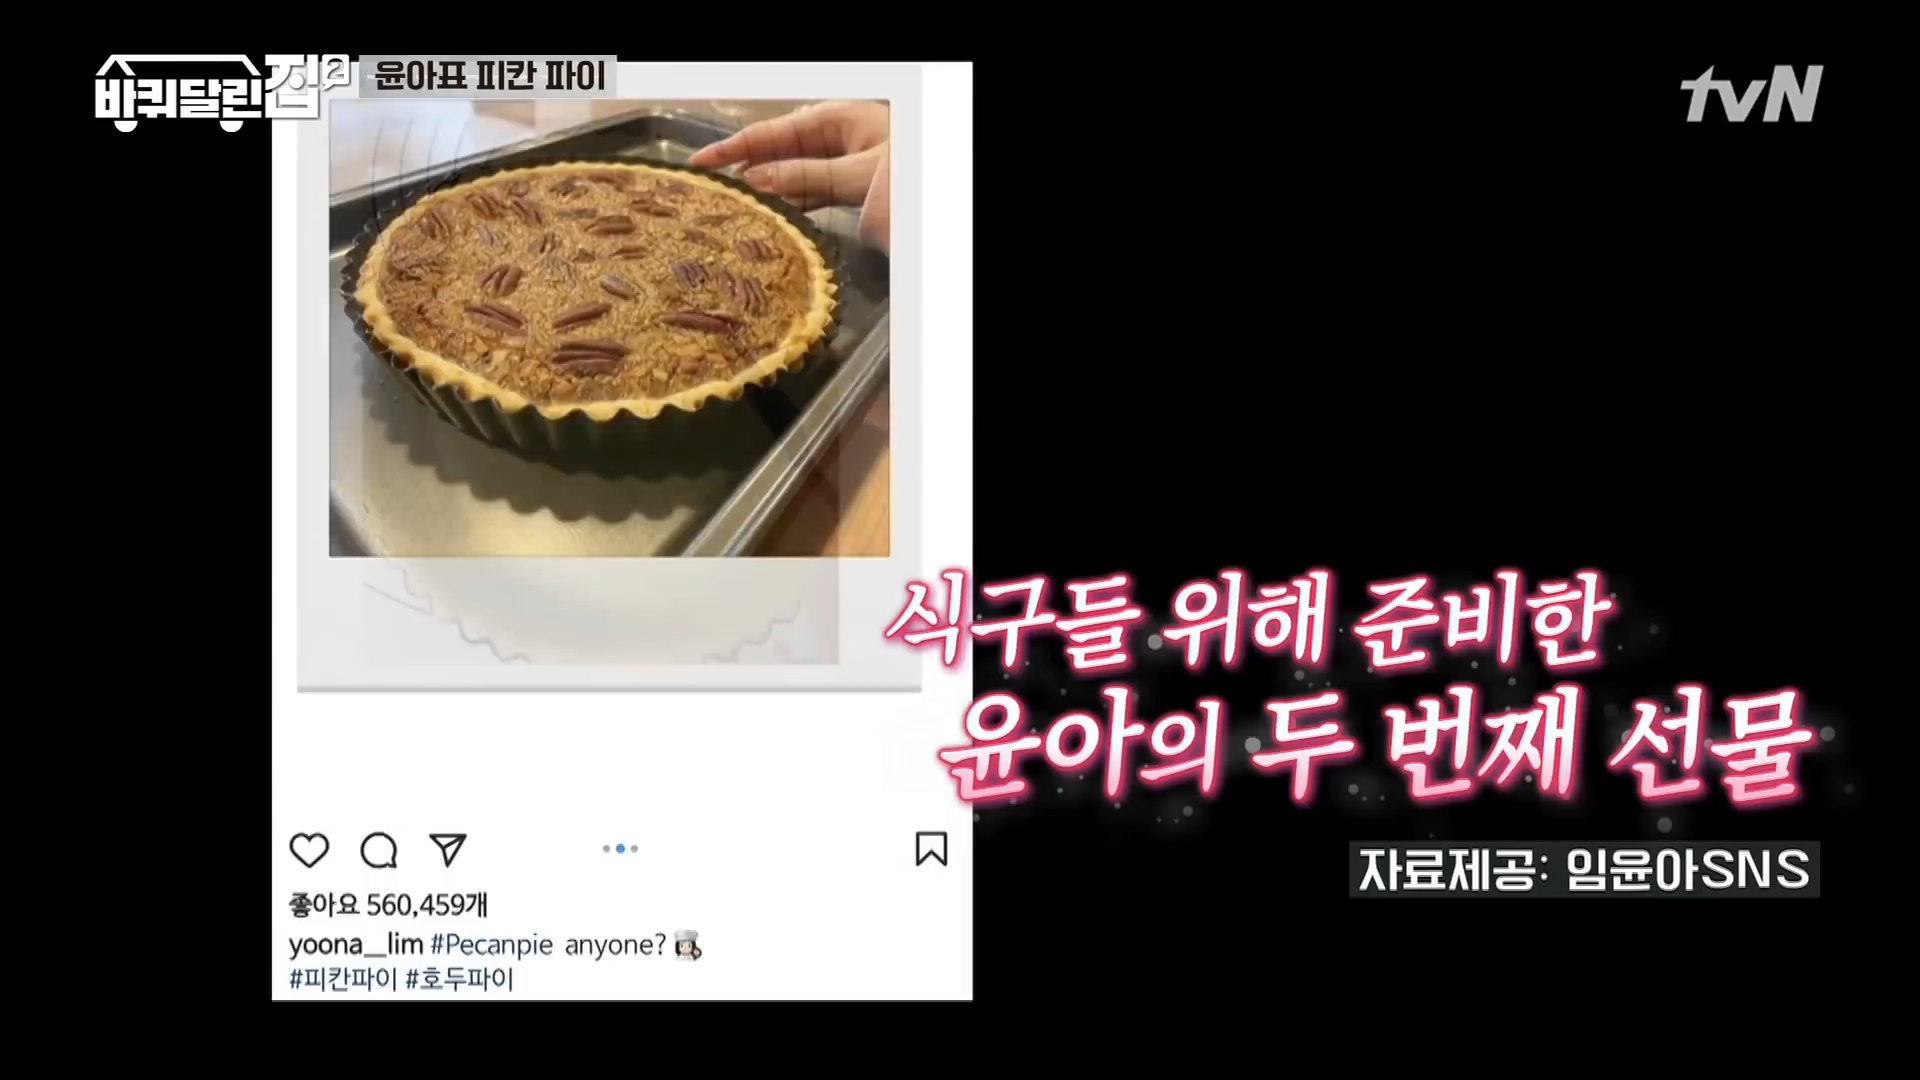 바퀴달린집2
윤아표 피칸 파이
tvN
식구들 위해 준비한
윤아의 두 번째 선물
자료제공: 임윤아SNS
좋아요 560,459개
yoona__lim #Pecanpie anyone?
#피칸파이 #호두파이